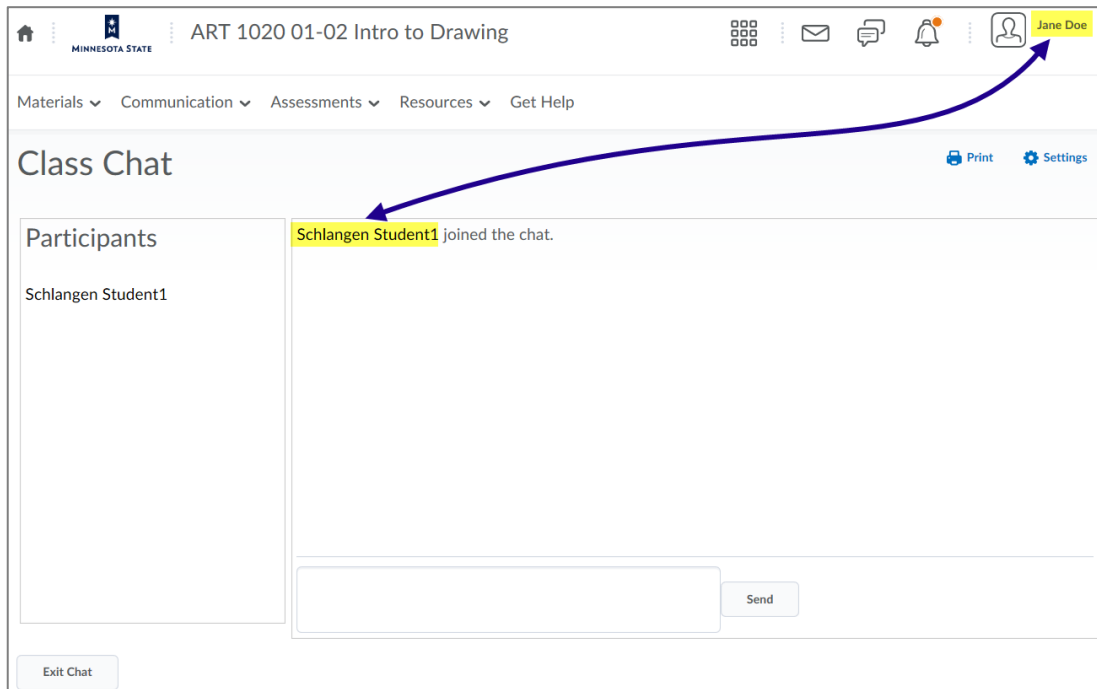 M
MINNESOTA STATE
ART 1020 01-02 Intro to Drawing
Jane Doe
Materials Communication Assessments Resources Get Help
Class Chat
Print Settings
Participants
Schlangen Student1
Schlangen Student1 joined the chat.
Send
Exit Chat